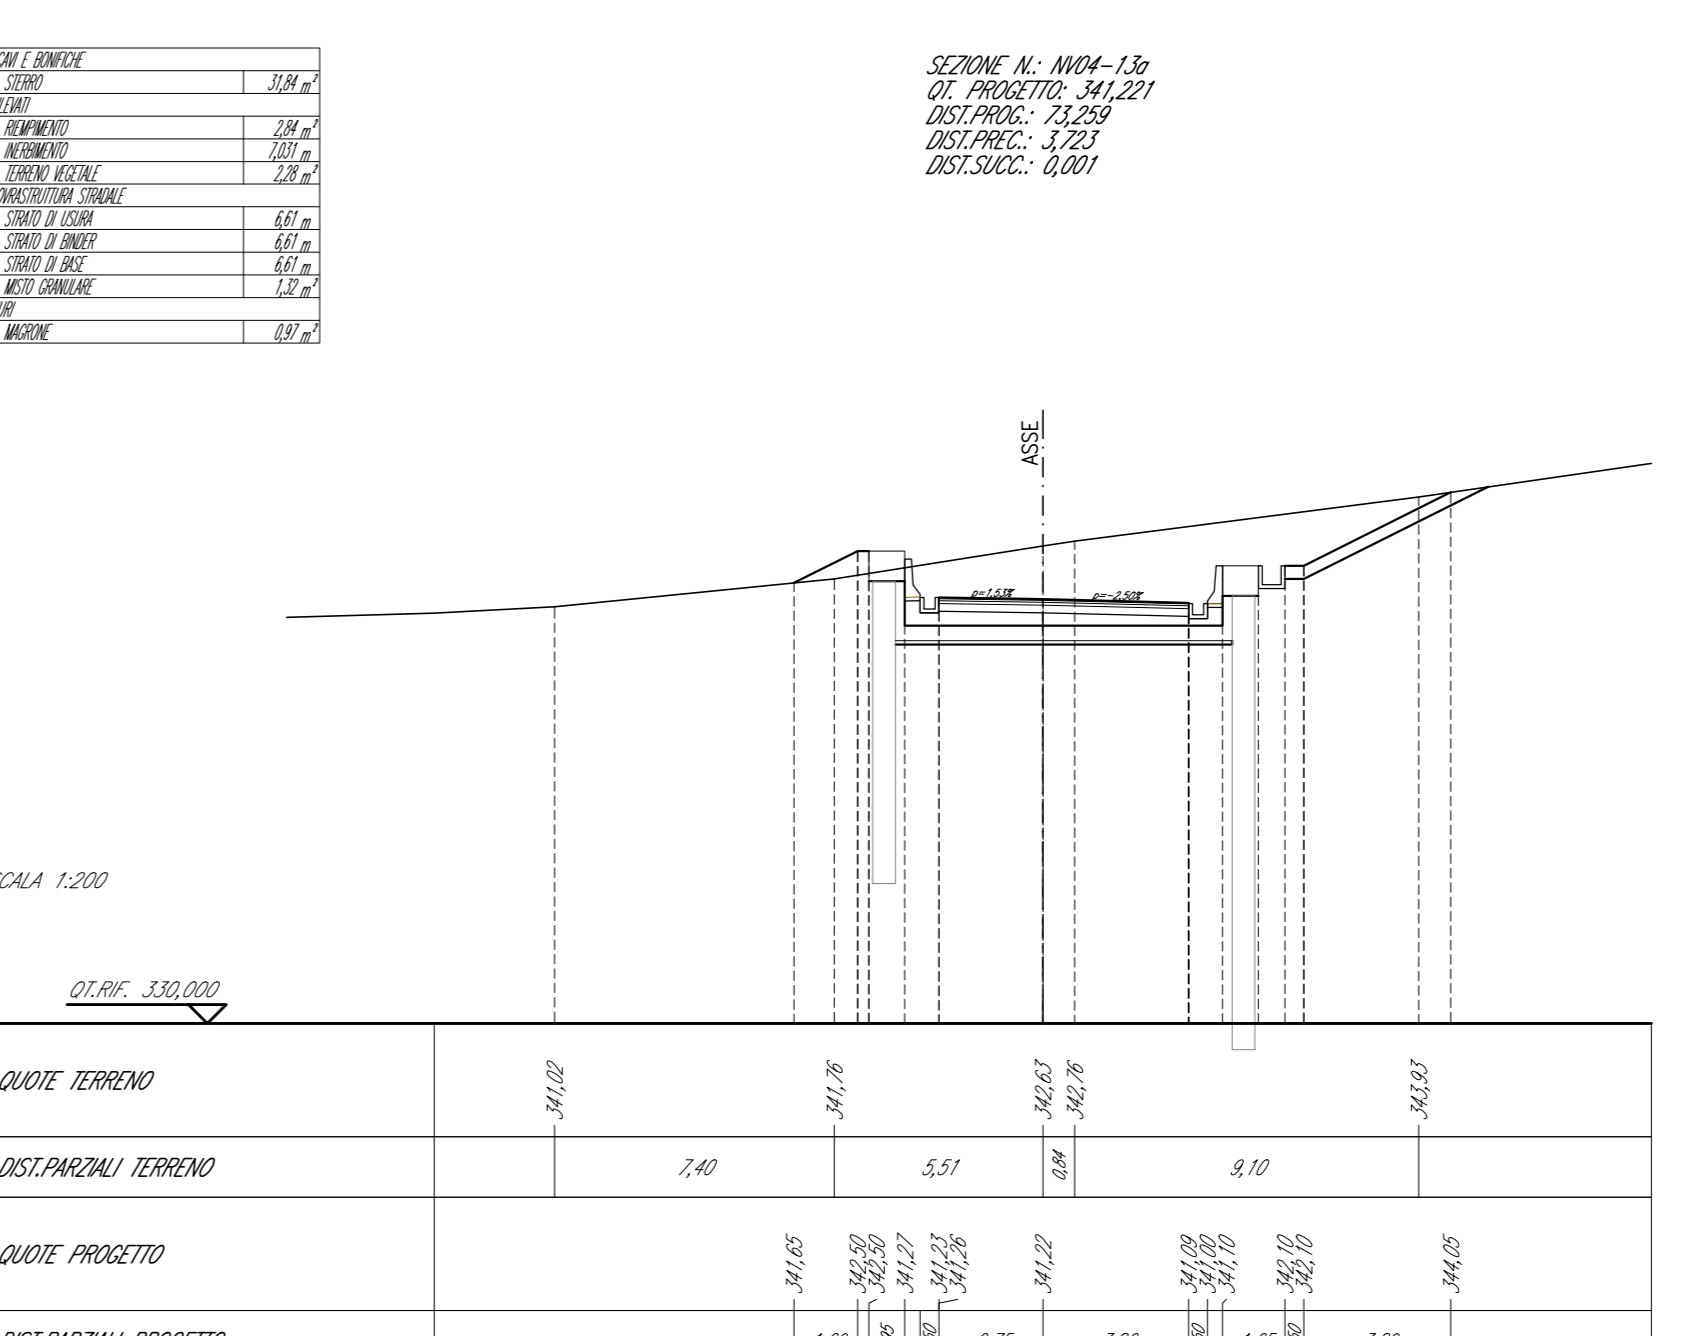 CAVI E BONIFICHE
STERRO 31,84 m²
LEVATI
RIEMPIMENTO 2,84 m²
INERBIMENTO 7,031 m
TERRENO VEGETALE 2,28 m²
OVRASTRUTTURA STRADALE
STRATO DI USURA 6,61 m
STRATO DI BINDER 6,61 m
STRATO DI BASE 6,61 m
MISTO GRANULARE 1,32 m²
URI
MAGRONE 0,97 m²
SEZIONE N.: NV04-13a
QT. PROGETTO: 341,221
DIST.PROG.: 73,259
DIST.PREC.: 3,723
DIST.SUCC.: 0,001
ASSE
p=1,53% p=-2,50%
SCALA 1:200
QT.RIF. 330,000
QUOTE TERRENO 341,02 341,76 342,63 342,76 343,93
DIST.PARZIALI TERRENO 7,40 5,51 0,84 9,10
QUOTE PROGETTO 341,65 342,50 342,50 341,27 341,23 341,26 341,22 341,09 341,00 341,10 342,10 342,10 344,05
DIST.PARZIALI PROGETTO